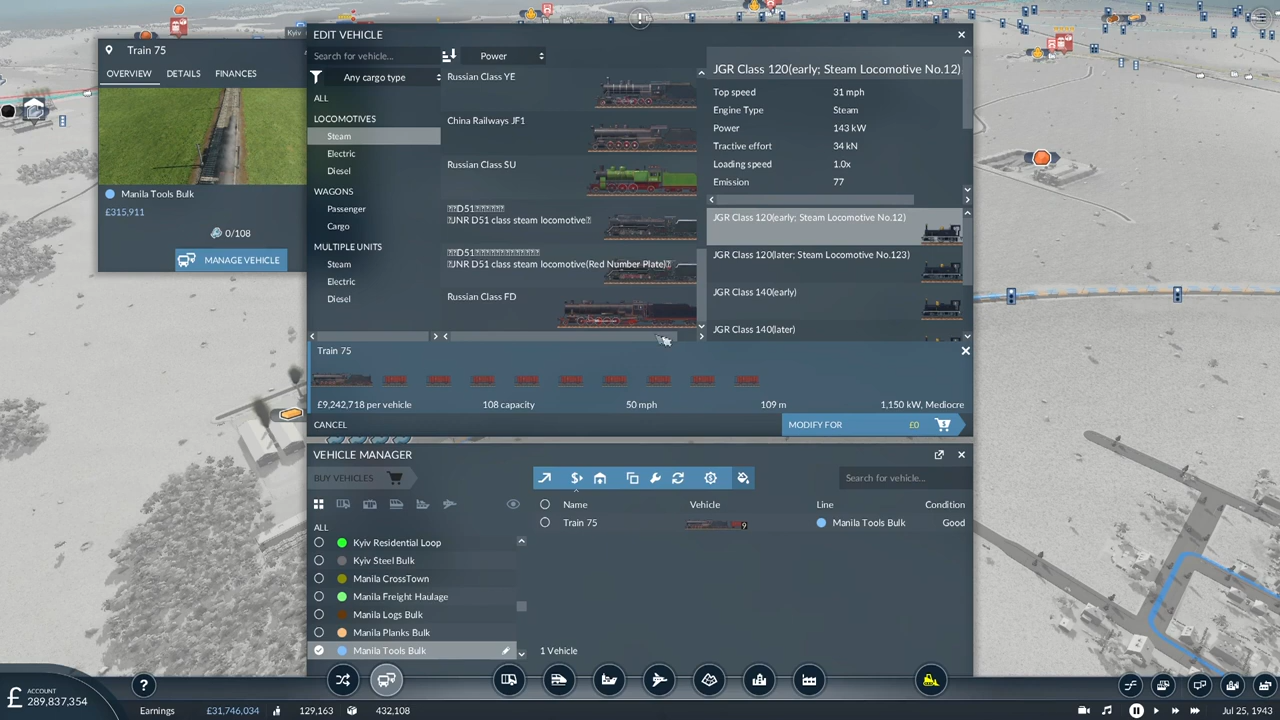 Kyiv
Train 75
OVERVIEW
DETAILS
FINANCES
Manila Tools Bulk
£315,911
0/108
MANAGE VEHICLE
EDIT VEHICLE
Search for vehicle...
Power
Any cargo type
ALL
LOCOMOTIVES
Steam
Electric
Diesel
WAGONS
Passenger
Cargo
MULTIPLE UNITS
Steam
Electric
Diesel
Russian Class YE
China Railways JF1
Russian Class SU
D51
JNR D51 class steam locomotive
D51
JNR D51 class steam locomotive(Red Number Plate)
Russian Class FD
JGR Class 120(early; Steam Locomotive No.12)
Top speed 31 mph
Engine Type Steam
Power 143 kW
Tractive effort 34 kN
Loading speed 1.0x
Emission 77
JGR Class 120(early; Steam Locomotive No.12)
JGR Class 120(later; Steam Locomotive No.123)
JGR Class 140(early)
JGR Class 140(later)
Train 75
£9,242,718 per vehicle 108 capacity 50 mph 109 m 1,150 kW, Mediocre
CANCEL
MODIFY FOR £0
VEHICLE MANAGER
BUY VEHICLES
Search for vehicle...
Name Vehicle Line Condition
Train 75 9 Manila Tools Bulk Good
ALL
Kyiv Residential Loop
Kyiv Steel Bulk
Manila CrossTown
Manila Freight Haulage
Manila Logs Bulk
Manila Planks Bulk
Manila Tools Bulk
1 Vehicle
£ ACCOUNT
289,837,354
?
Earnings £31,746,034 129,163 432,108
Jul 25, 1943